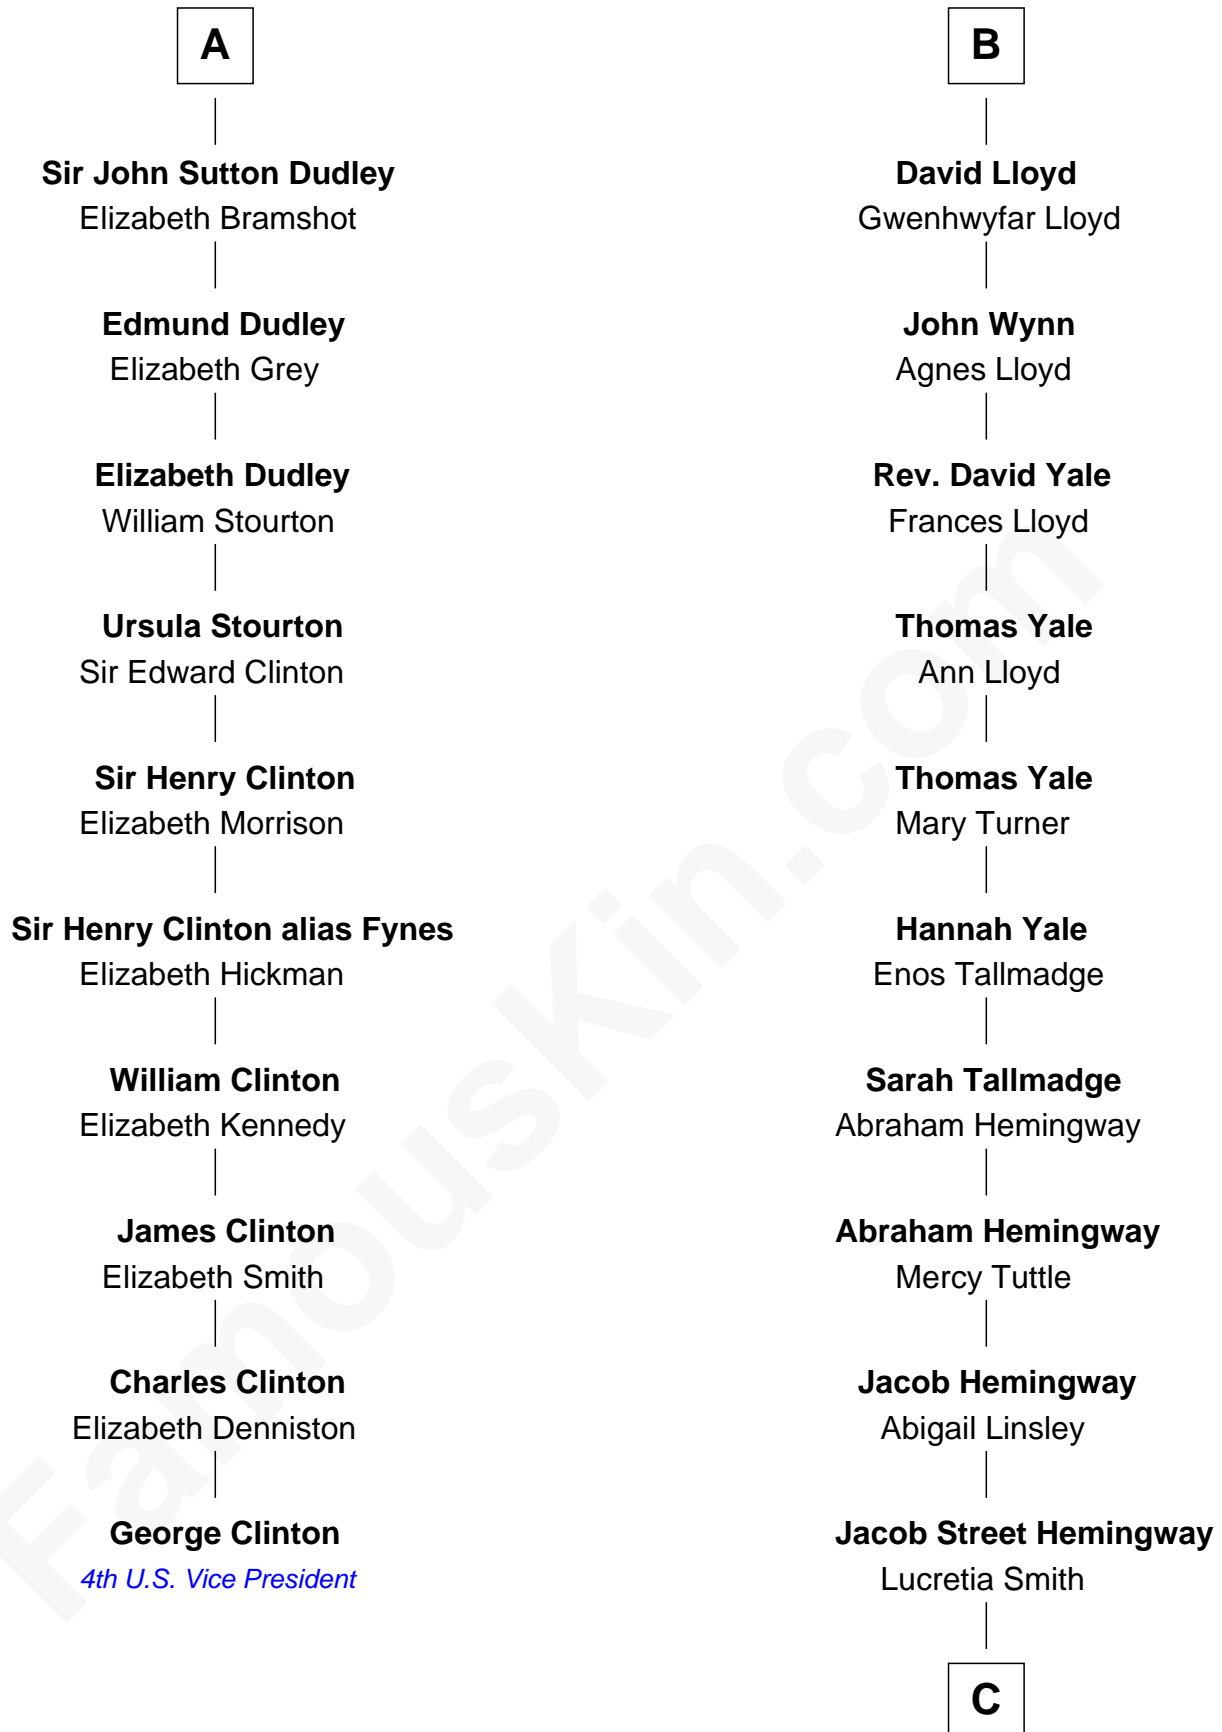 A
Sir John Sutton Dudley
Elizabeth Bramshot
Edmund Dudley
Elizabeth Grey
Elizabeth Dudley
William Stourton
Ursula Stourton
Sir Edward Clinton
Sir Henry Clinton
Elizabeth Morrison
Sir Henry Clinton alias Fynes
Elizabeth Hickman
William Clinton
Elizabeth Kennedy
James Clinton
Elizabeth Smith
Charles Clinton
Elizabeth Denniston
George Clinton
4th U.S. Vice President
B
David Lloyd
Gwenhwyfar Lloyd
John Wynn
Agnes Lloyd
Rev. David Yale
Frances Lloyd
Thomas Yale
Ann Lloyd
Thomas Yale
Mary Turner
Hannah Yale
Enos Tallmadge
Sarah Tallmadge
Abraham Hemingway
Abraham Hemingway
Mercy Tuttle
Jacob Hemingway
Abigail Linsley
Jacob Street Hemingway
Lucretia Smith
C
FamousKin.com